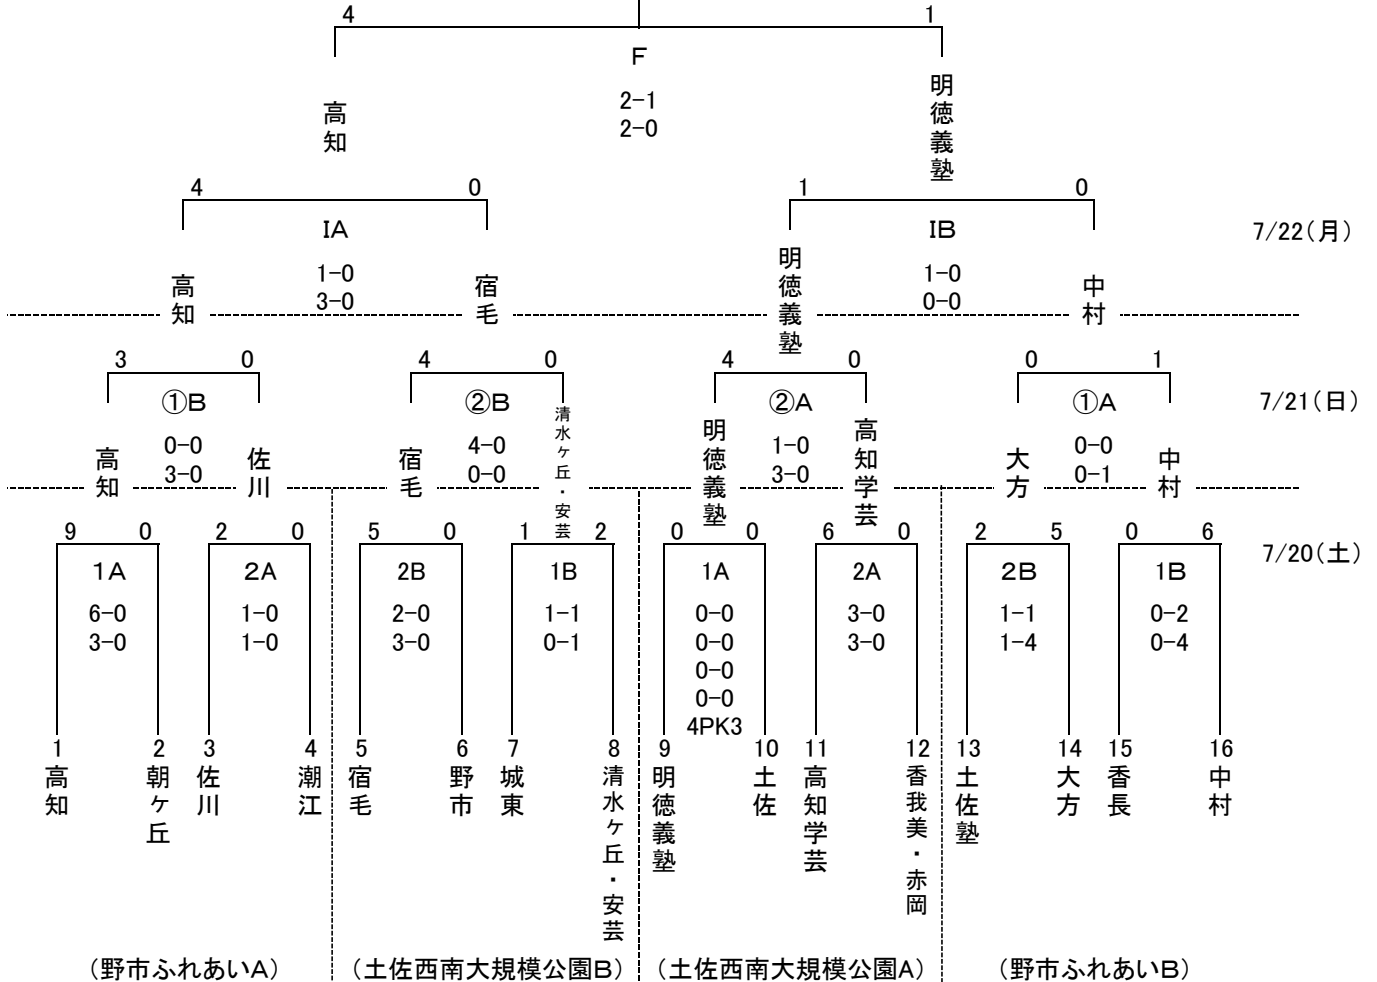 4 1
F
高知 2-1 明徳義塾
2-0
4 0 1 0
IA IB 7/22(月)
高知 1-0 宿毛 明徳義塾 1-0 中村
3-0 0-0
3 0 4 0 4 0 0 1
①B ②B ②A ①A 7/21(日)
高知 0-0 佐川 宿毛 4-0 清水ヶ丘・安芸 明徳義塾 1-0 高知学芸 大方 0-0 中村
3-0 0-0 3-0 0-1
9 0 2 0 5 0 1 2 0 0 6 0 2 5 0 6
1A 2A 2B 1B 1A 2A 2B 1B 7/20(土)
6-0 1-0 2-0 1-1 0-0 3-0 1-1 0-2
3-0 1-0 3-0 0-1 0-0 3-0 1-4 0-4
0-0
0-0
4PK3
1 2 3 4 5 6 7 8 9 10 11 12 13 14 15 16
高知 朝ヶ丘 佐川 潮江 宿毛 野市 城東 清水ヶ丘・安芸 明徳義塾 土佐 高知学芸 香我美・赤岡 土佐塾 大方 香長 中村
(野市ふれあいA) (土佐西南大規模公園B) (土佐西南大規模公園A) (野市ふれあいB)